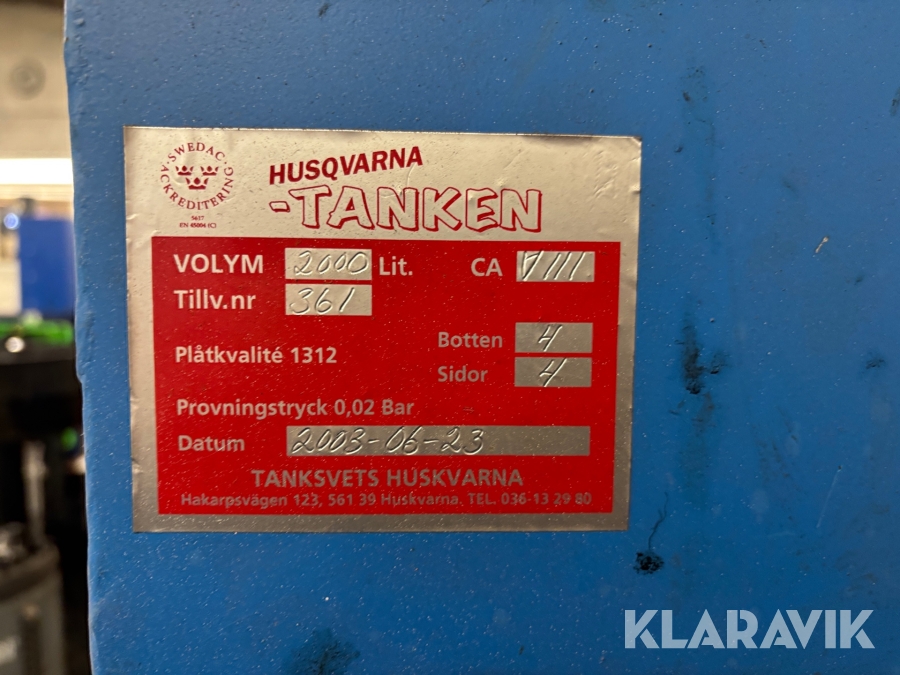 SWEDAC
ACKREDITERING
5617
EN 45004 (C)
HUSQVARNA
-TANKEN
VOLYM 2000 Lit. CA
Tillv.nr 361
Botten 4
Plåtkvalité 1312
Sidor 4
Provningstryck 0,02 Bar
Datum 2003-06-23
TANKSVETS HUSKVARNA
Hakarpsvägen 123, 561 39 Huskvarna. TEL. 036-13 29 80
KLARAVIK